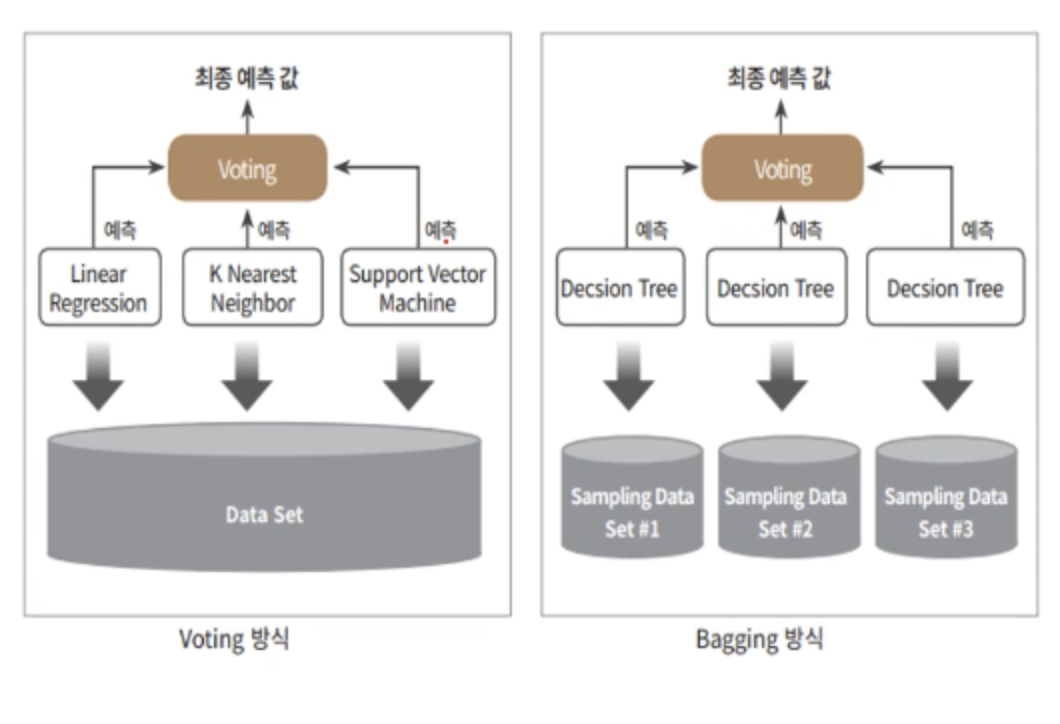 최종 예측 값
Voting
예측
예측
예측
Linear
Regression
K Nearest
Neighbor
Support Vector
Machine
Data Set
Voting 방식
최종 예측 값
Voting
예측
예측
예측
Decsion Tree
Decsion Tree
Decsion Tree
Sampling Data
Set #1
Sampling Data
Set #2
Sampling Data
Set #3
Bagging 방식